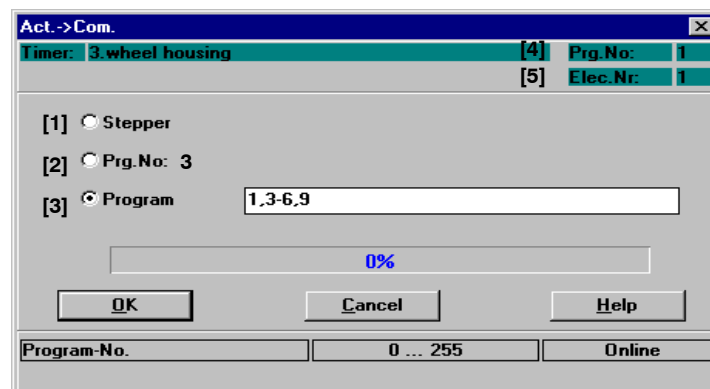 Act.->Com.
Timer: 3.wheel housing [4] Prg.No: 1
[5] Elec.Nr: 1
[1] Stepper
[2] Prg.No: 3
[3] Program 1,3-6,9
0%
OK Cancel Help
Program-No. 0 ... 255 Online